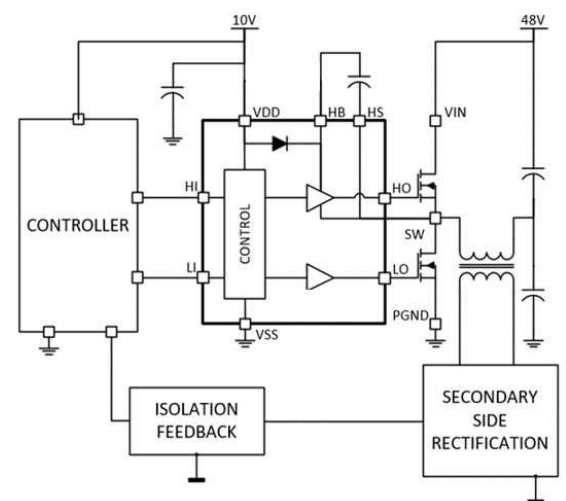 10V
48V
VDD
HB
HS
VIN
HI
HO
CONTROLLER
CONTROL
SW
LI
LO
PGND
VSS
ISOLATION
FEEDBACK
SECONDARY
SIDE
RECTIFICATION